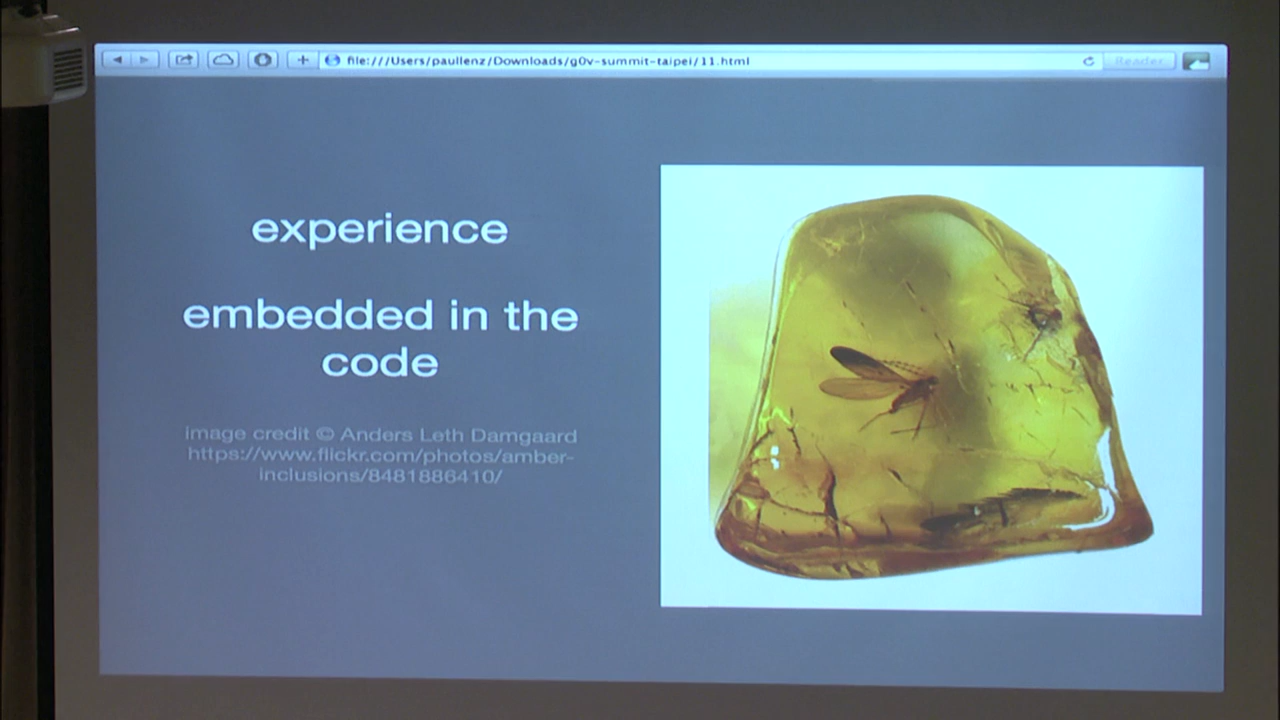 file:///Users/paullenz/Downloads/g0v-summit-taipei/11.html
Reader
experience
embedded in the
code
image credit © Anders Leth Damgaard
https://www.flickr.com/photos/amber-
inclusions/8481886410/